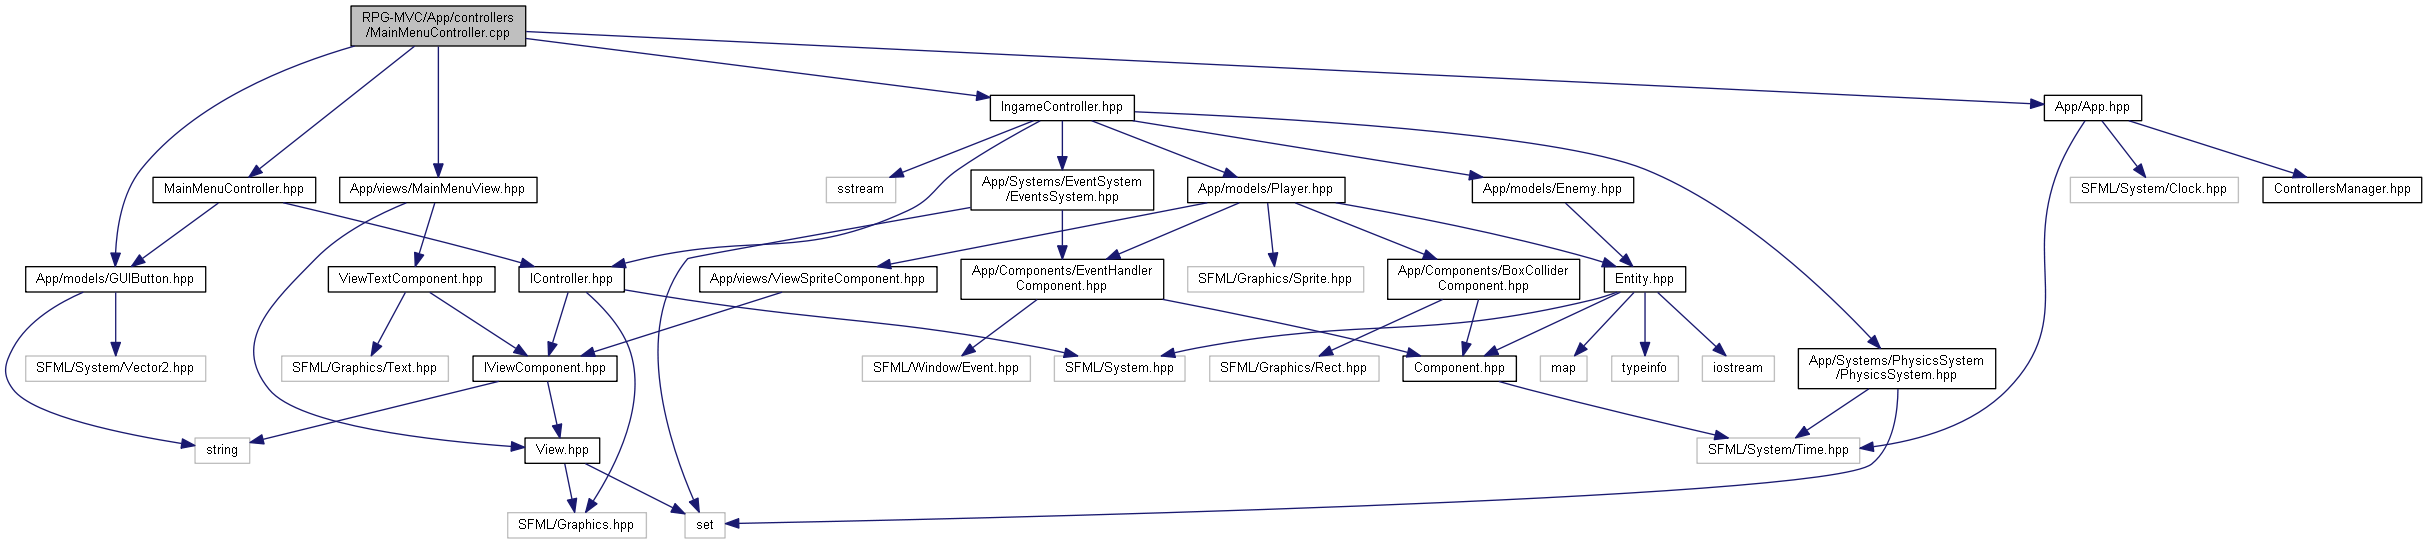 RPG-MVC/App/controllers
/MainMenuController.cpp
IngameController.hpp
App/App.hpp
MainMenuController.hpp
App/views/MainMenuView.hpp
sstream
App/Systems/EventSystem
/EventsSystem.hpp
App/models/Player.hpp
App/models/Enemy.hpp
SFML/System/Clock.hpp
ControllersManager.hpp
App/models/GUIButton.hpp
ViewTextComponent.hpp
IController.hpp
App/views/ViewSpriteComponent.hpp
App/Components/EventHandler
Component.hpp
SFML/Graphics/Sprite.hpp
App/Components/BoxCollider
Component.hpp
Entity.hpp
SFML/System/Vector2.hpp
SFML/Graphics/Text.hpp
IViewComponent.hpp
SFML/Window/Event.hpp
SFML/System.hpp
SFML/Graphics/Rect.hpp
Component.hpp
map
typeinfo
iostream
App/Systems/PhysicsSystem
/PhysicsSystem.hpp
string
View.hpp
SFML/System/Time.hpp
SFML/Graphics.hpp
set